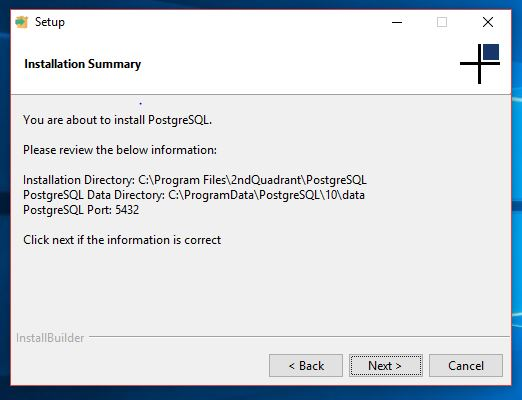 Setup
Installation Summary
You are about to install PostgreSQL.
Please review the below information:
Installation Directory: C:\Program Files\2ndQuadrant\PostgreSQL
PostgreSQL Data Directory: C:\ProgramData\PostgreSQL\10\data
PostgreSQL Port: 5432
Click next if the information is correct
InstallBuilder
< Back
Next >
Cancel